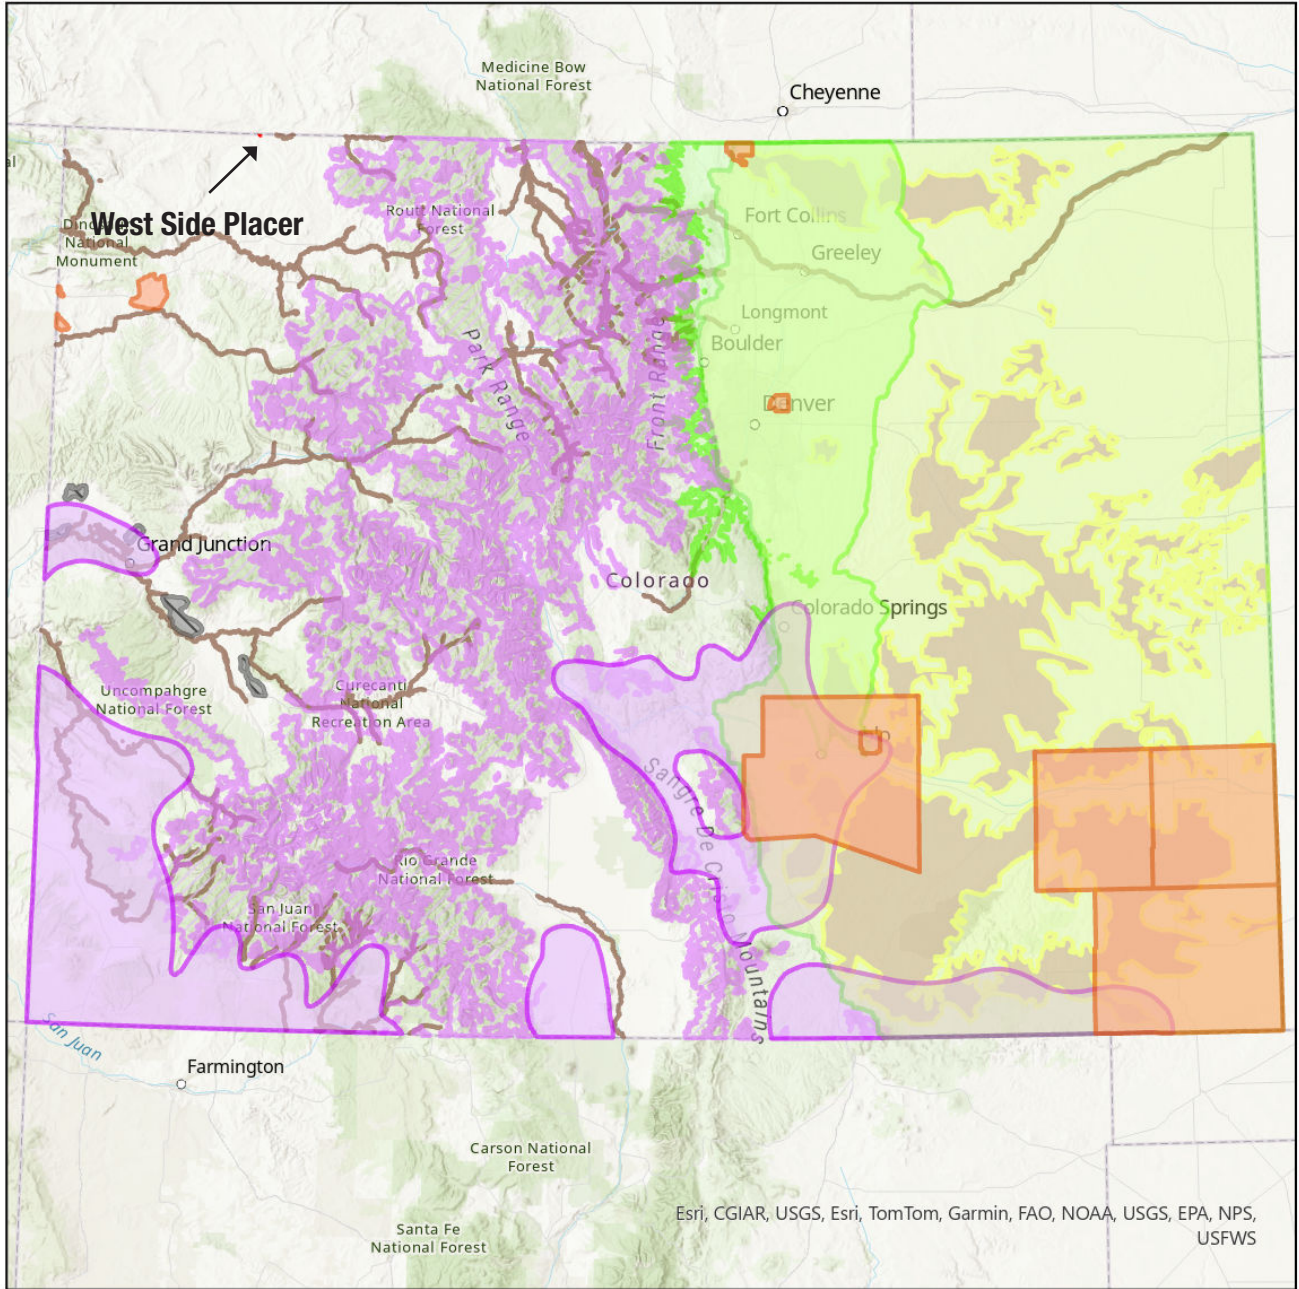 Medicine Bow
National Forest
Cheyenne
West Side Placer
National
Monument
Routt National
Forest
Fort Collins
Greeley
Longmont
Boulder
Park Range
Front Range
Denver
Grand Junction
Colorado
Colorado Springs
Uncompahgre
National Forest
Curecanti
National
Recreation Area
Sangre De Cristo Mountains
Rio Grande
National Forest
San Juan
National Forest
San Juan
Farmington
Carson National
Forest
Santa Fe
National Forest
Esri, CGIAR, USGS, Esri, TomTom, Garmin, FAO, NOAA, USGS, EPA, NPS,
USFWS